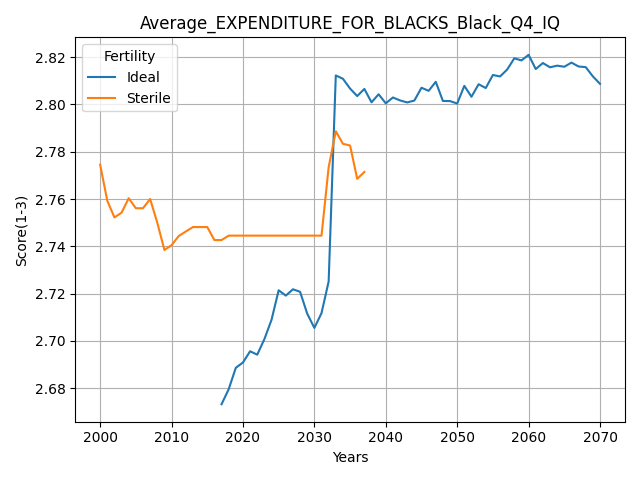 Average_EXPENDITURE_FOR_BLACKS_Black_Q4_IQ
Fertility
Ideal
Sterile
Score(1-3)
2.82
2.80
2.78
2.76
2.74
2.72
2.70
2.68
2000 2010 2020 2030 2040 2050 2060 2070
Years